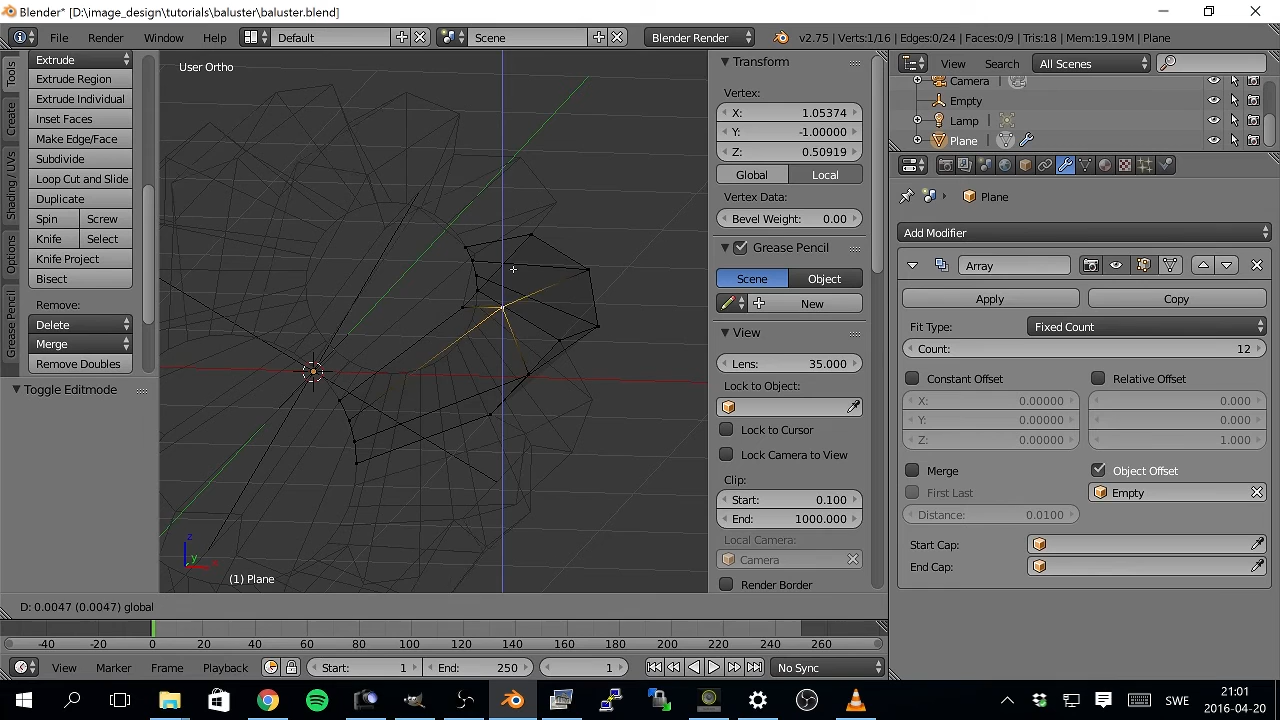 Blender* [D:\image_design\tutorials\baluster\baluster.blend]
File Render Window Help Default Scene Blender Render v2.75 | Verts:1/16 | Edges:0/24 | Faces:0/9 | Tris:18 | Mem:19.19M | Plane
Tools
Create
Shading / UVs
Options
Grease Pencil
Extrude
Extrude Region
Extrude Individual
Inset Faces
Make Edge/Face
Subdivide
Loop Cut and Slide
Duplicate
Spin Screw
Knife Select
Knife Project
Bisect
Remove:
Delete
Merge
Remove Doubles
Toggle Editmode
User Ortho
z
y
(1) Plane
Transform
Vertex:
X: 1.05374
Y: -1.00000
Z: 0.50919
Global Local
Vertex Data:
Bevel Weight: 0.00
Grease Pencil
Scene Object
New
View
Lens: 35.000
Lock to Object:
Lock to Cursor
Lock Camera to View
Clip:
Start: 0.100
End: 1000.000
Local Camera:
Camera
Render Border
View Search All Scenes
Camera
Empty
Lamp
Plane
Plane
Add Modifier
Array
Apply Copy
Fit Type: Fixed Count
Count: 12
Constant Offset Relative Offset
X: 0.00000 0.000
Y: 0.00000 0.000
Z: 0.00000 1.000
Merge Object Offset
First Last Empty
Distance: 0.0100
Start Cap:
End Cap:
D: 0.0047 (0.0047) global
-40 -20 0 20 40 60 80 100 120 140 160 180 200 220 240 260
View Marker Frame Playback Start: 1 End: 250 1 No Sync
SWE 21:01
2016-04-20